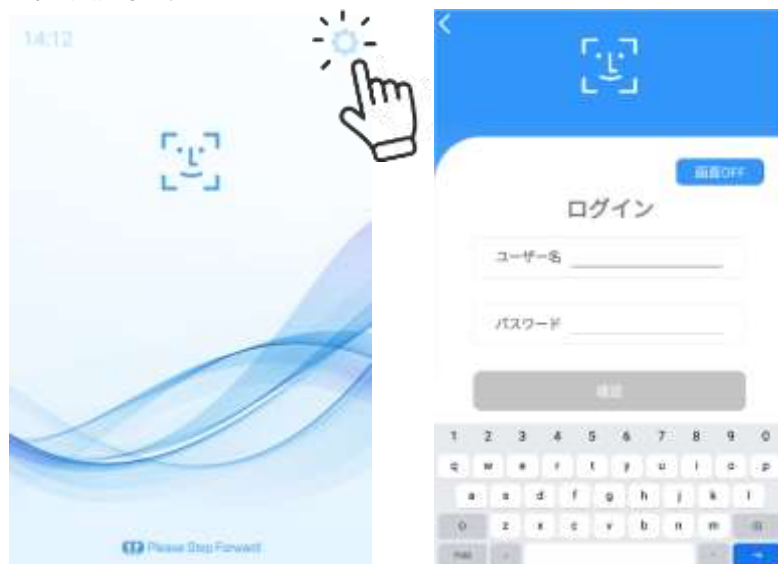 14:12
Please Step Forward
画面OFF
ログイン
ユーザー名
パスワード
1 2 3 4 5 6 7 8 9 0
q w e r t y u i o p
a s d f g h j k l
z x c v b n m